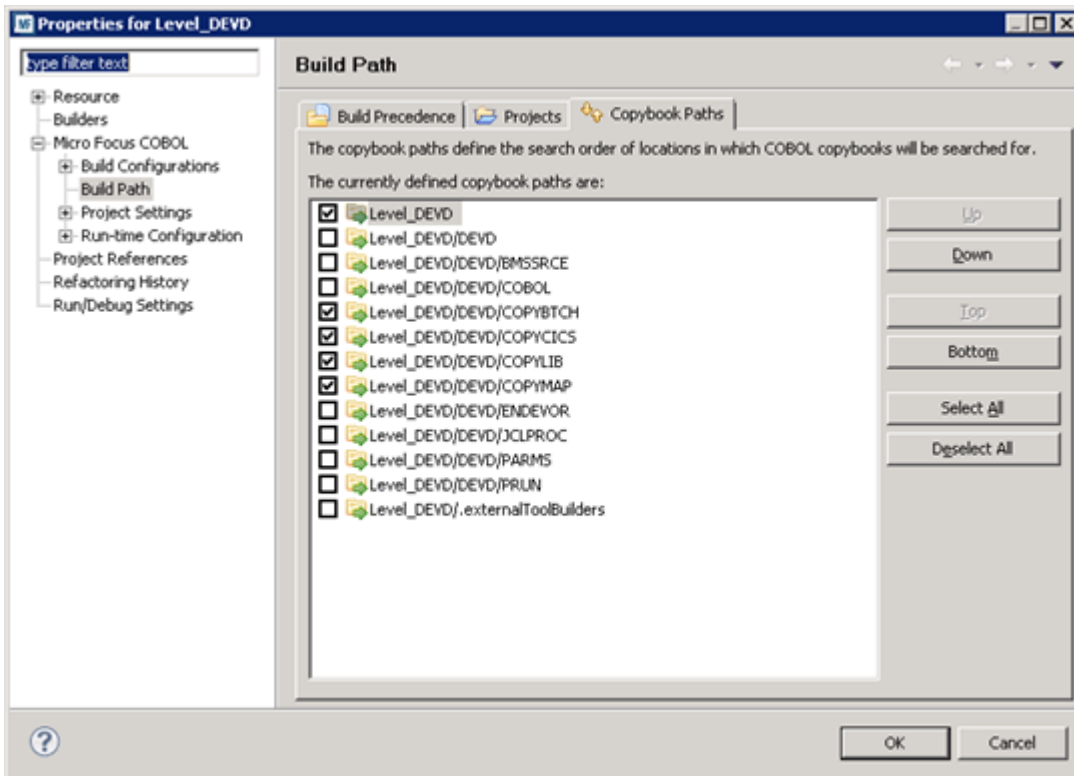 Properties for Level_DEVD
type filter text
Resource
Builders
Micro Focus COBOL
Build Configurations
Build Path
Project Settings
Run-time Configuration
Project References
Refactoring History
Run/Debug Settings
Build Path
Build Precedence Projects Copybook Paths
The copybook paths define the search order of locations in which COBOL copybooks will be searched for.
The currently defined copybook paths are:
Level_DEVD
Level_DEVD/DEVD
Level_DEVD/DEVD/BMSSRCE
Level_DEVD/DEVD/COBOL
Level_DEVD/DEVD/COPYBTCH
Level_DEVD/DEVD/COPYCICS
Level_DEVD/DEVD/COPYLIB
Level_DEVD/DEVD/COPYMAP
Level_DEVD/DEVD/ENDEVOR
Level_DEVD/DEVD/JCLPROC
Level_DEVD/DEVD/PARMS
Level_DEVD/DEVD/PRUN
Level_DEVD/.externalToolBuilders
Up
Down
Top
Bottom
Select All
Deselect All
OK Cancel